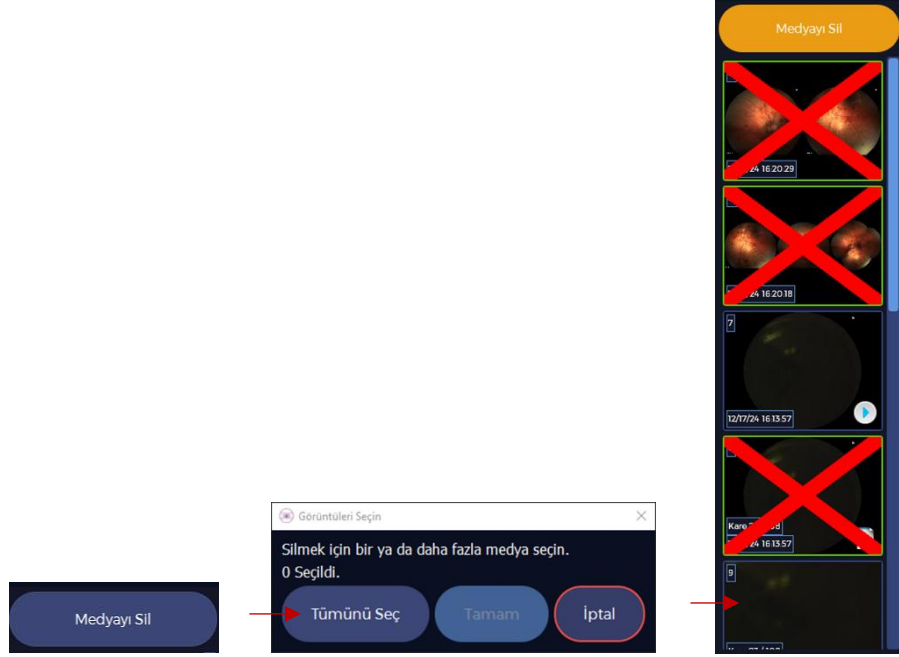 Medyayı Sil
Görüntüleri Seçin
Silmek için bir ya da daha fazla medya seçin.
0 Seçildi.
Tümünü Seç
Tamam
İptal
Medyayı Sil
24 16:20:29
24 16:20:18
7
12/17/24 16:13:57
Kare
24 16:13:57
9